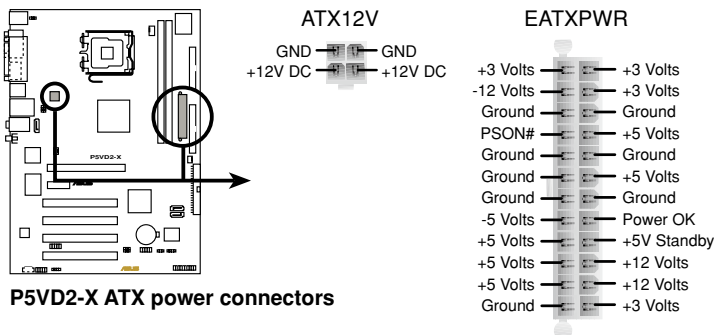 ATX12V
EATXPWR
GND GND
+12V DC +12V DC
+3 Volts +3 Volts
-12 Volts +3 Volts
Ground Ground
PSON# +5 Volts
Ground Ground
Ground +5 Volts
Ground Ground
-5 Volts Power OK
+5 Volts +5V Standby
+5 Volts +12 Volts
+5 Volts +12 Volts
Ground +3 Volts
P5VD2-X
ASUS
ASUS
P5VD2-X ATX power connectors